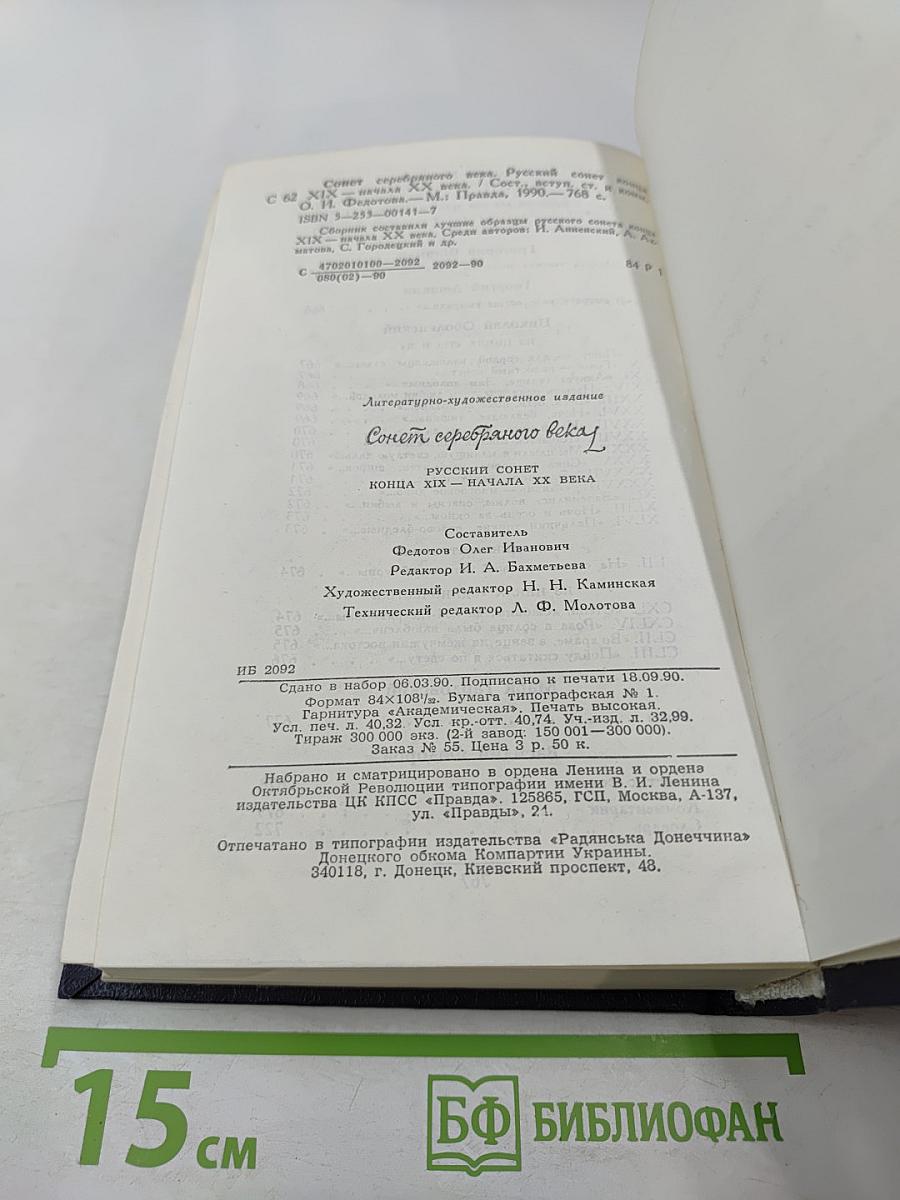 Сонет серебряного века. Русский сонет конца
С 62 XIX — начала XX века. / Сост., вступ. ст. и комм.
О. И. Федотова.— М.: Правда, 1990.— 768 с.
ISBN 5—253—00141—7
Сборник составили лучшие образцы русского сонета конца
XIX — начала XX века. Среди авторов: И. Анненский, А. Ах-
матова, С. Городецкий и др.
С 4702010100—2092 2092—90 84 Р 1
080(02)—90
Литературно-художественное издание
Сонет серебряного века
РУССКИЙ СОНЕТ
КОНЦА XIX — НАЧАЛА XX ВЕКА
Составитель
Федотов Олег Иванович
Редактор И. А. Бахметьева
Художественный редактор Н. Н. Каминская
Технический редактор Л. Ф. Молотова
ИБ 2092
Сдано в набор 06.03.90. Подписано к печати 18.09.90.
Формат 84×108¹/₃₂. Бумага типографская № 1.
Гарнитура «Академическая». Печать высокая.
Усл. печ. л. 40,32. Усл. кр.-отт. 40,74. Уч.-изд. л. 32,99.
Тираж 300 000 экз. (2-й завод: 150 001—300 000).
Заказ № 55. Цена 3 р. 50 к.
Набрано и сматрицировано в ордена Ленина и ордена
Октябрьской Революции типографии имени В. И. Ленина
издательства ЦК КПСС «Правда». 125865, ГСП, Москва, А-137,
ул. «Правды», 24.
Отпечатано в типографии издательства «Радянська Донеччина»
Донецкого обкома Компартии Украины.
340118, г. Донецк, Киевский проспект, 48.
15 см
БФ БИБЛИОФАН